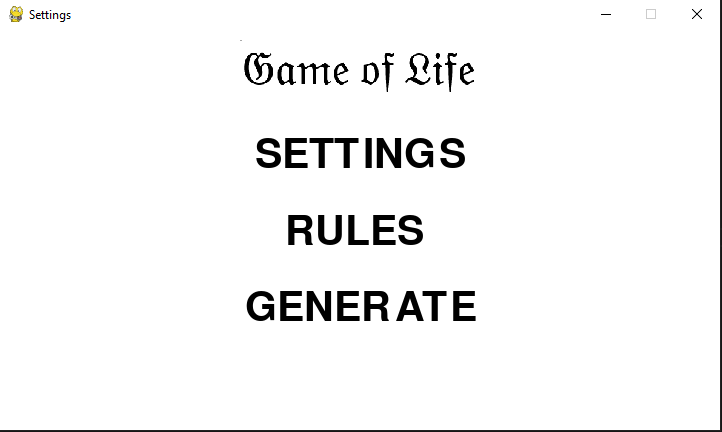 Settings
Game of Life
SETTINGS
RULES
GENERATE